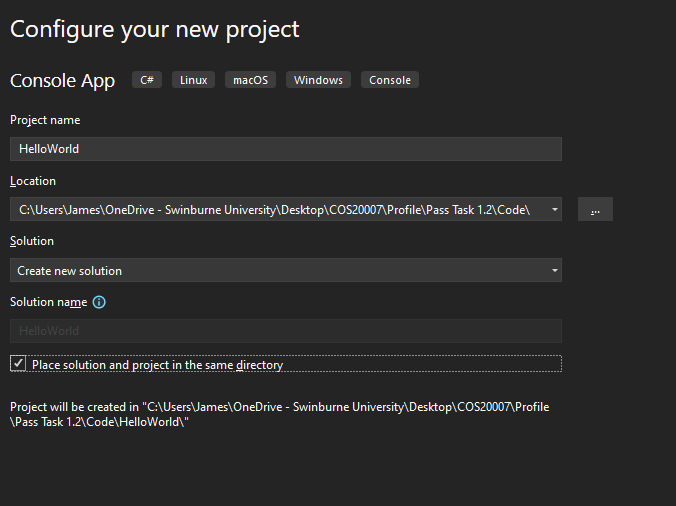 Configure your new project
Console App C# Linux macOS Windows Console
Project name
HelloWorld
Location
C:\Users\James\OneDrive - Swinburne University\Desktop\COS20007\Profile\Pass Task 1.2\Code\ ...
Solution
Create new solution
Solution name
HelloWorld
Place solution and project in the same directory
Project will be created in "C:\Users\James\OneDrive - Swinburne University\Desktop\COS20007\Profile
\Pass Task 1.2\Code\HelloWorld\"